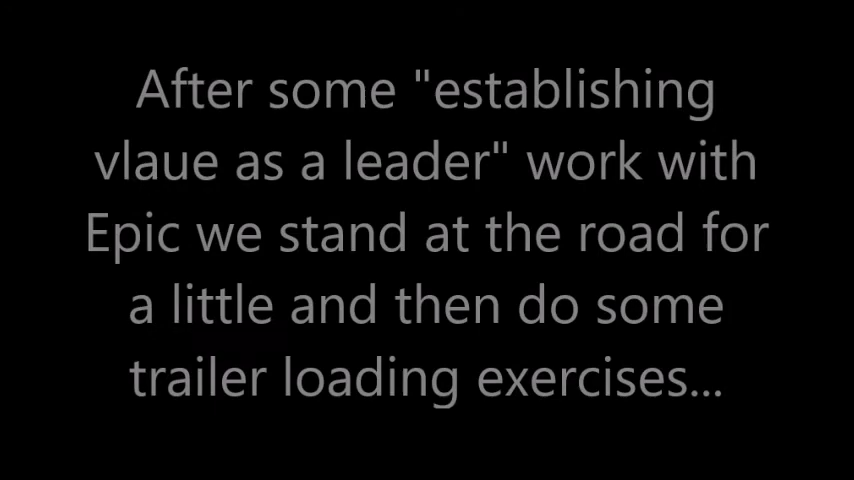 After some "establishing
vlaue as a leader" work with
Epic we stand at the road for
a little and then do some
trailer loading exercises...